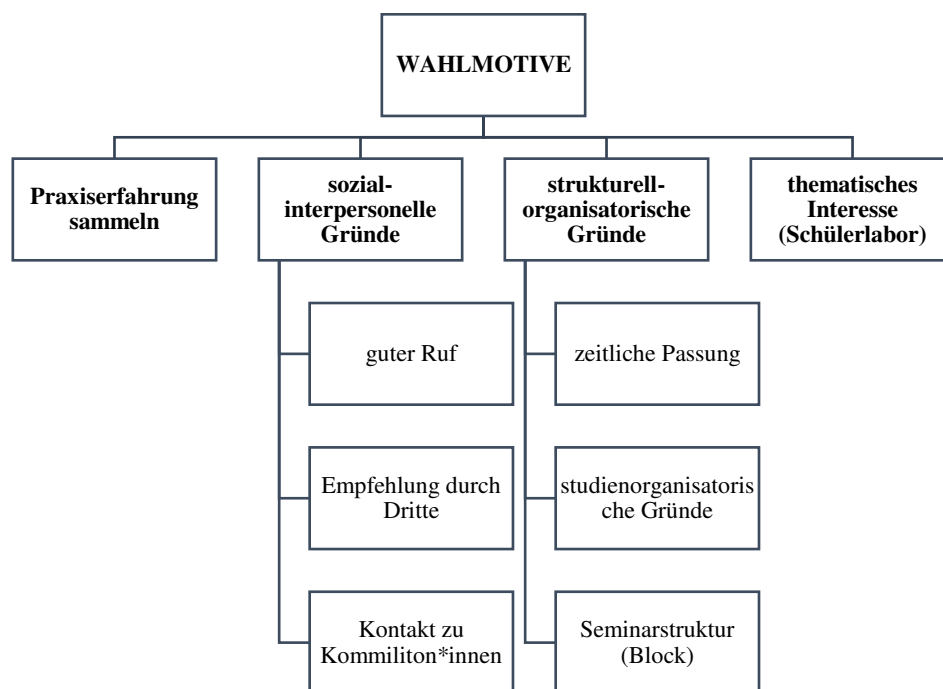 WAHLMOTIVE
Praxiserfahrung
sammeln
sozial-
interpersonelle
Gründe
strukturell-
organisatorische
Gründe
thematisches
Interesse
(Schülerlabor)
guter Ruf
Empfehlung durch
Dritte
Kontakt zu
Kommiliton*innen
zeitliche Passung
studienorganisatoris
che Gründe
Seminarstruktur
(Block)